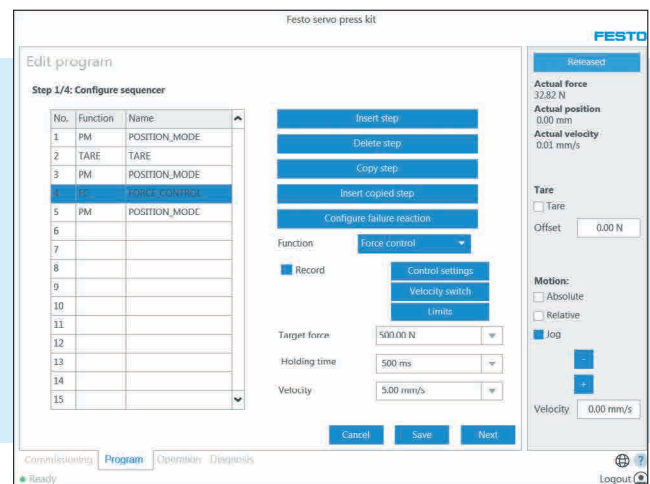 Festo servo press kit
FESTO
Edit program
Step 1/4: Configure sequencer
No. Function Name
1 PM POSITION_MODE
2 TARE TARE
3 PM POSITION_MODE
4 FC FORCE_CONTROL
5 PM POSITION_MODE
6
7
8
9
10
11
12
13
14
15
Insert step
Delete step
Copy step
Insert copied step
Configure failure reaction
Function Force control
Record
Control settings
Velocity switch
Limits
Target force 500.00 N
Holding time 500 ms
Velocity 5.00 mm/s
Cancel Save Next
Released
Actual force
32.82 N
Actual position
0.00 mm
Actual velocity
0.01 mm/s
Tare
Tare
Offset 0.00 N
Motion:
Absolute
Relative
Jog
-
+
Velocity 0.00 mm/s
Commissioning Program Operation Diagnosis
?
Ready
Logout